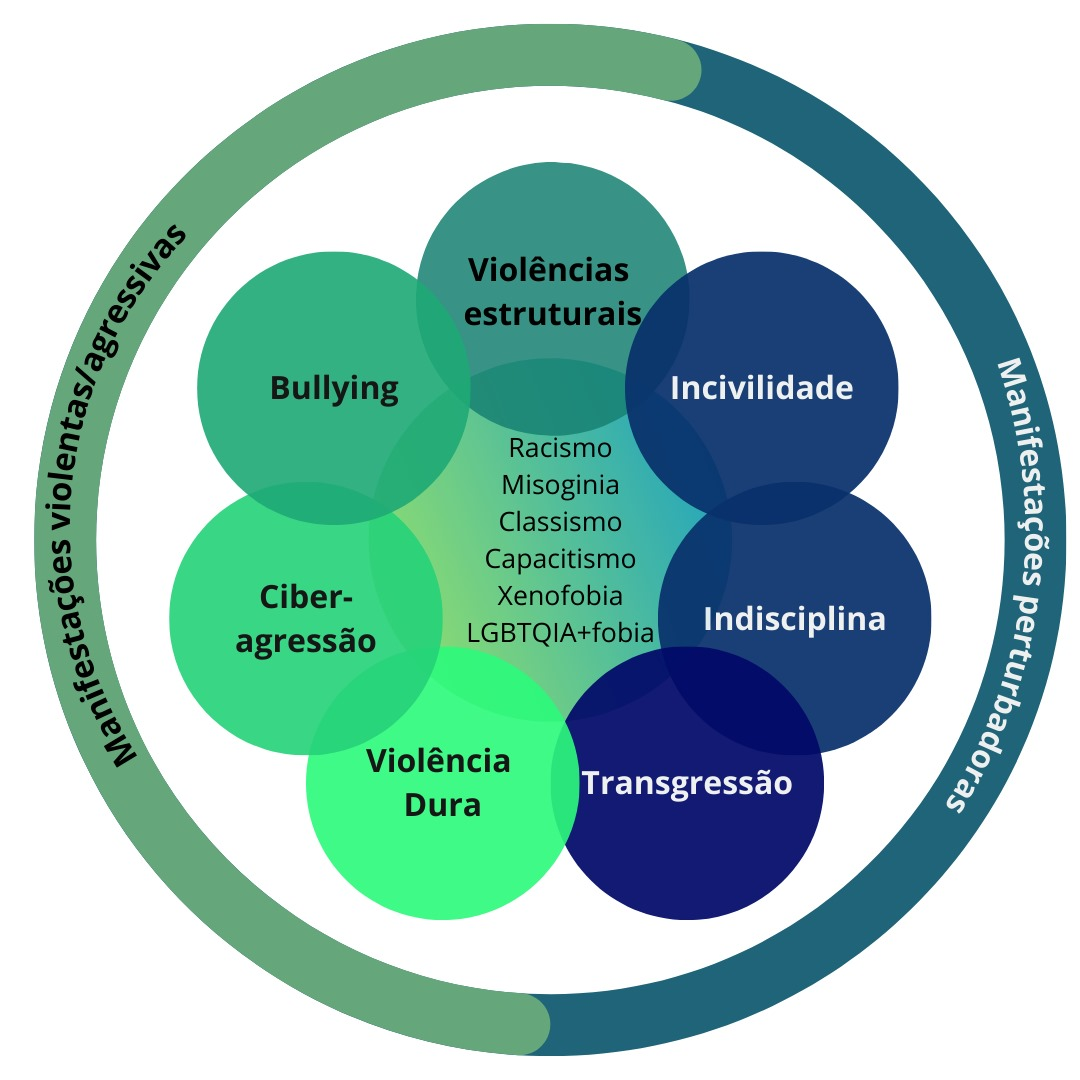 Manifestações violentas/agressivas
Manifestações perturbadoras
Violências
estruturais
Bullying
Incivilidade
Racismo
Misoginia
Classismo
Capacitismo
Xenofobia
LGBTQIA+fobia
Ciber-
agressão
Indisciplina
Violência
Dura
Transgressão